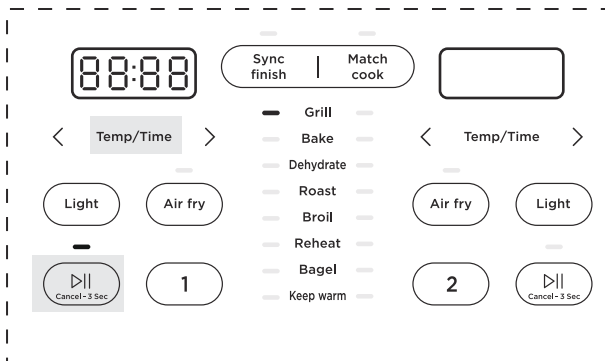 88:88
Sync finish
Match cook
Grill
< Temp/Time >
Bake
< Temp/Time >
Dehydrate
Light
Air fry
Roast
Air fry
Light
Broil
Reheat
Cancel - 3 Sec
1
Bagel
2
Cancel - 3 Sec
Keep warm